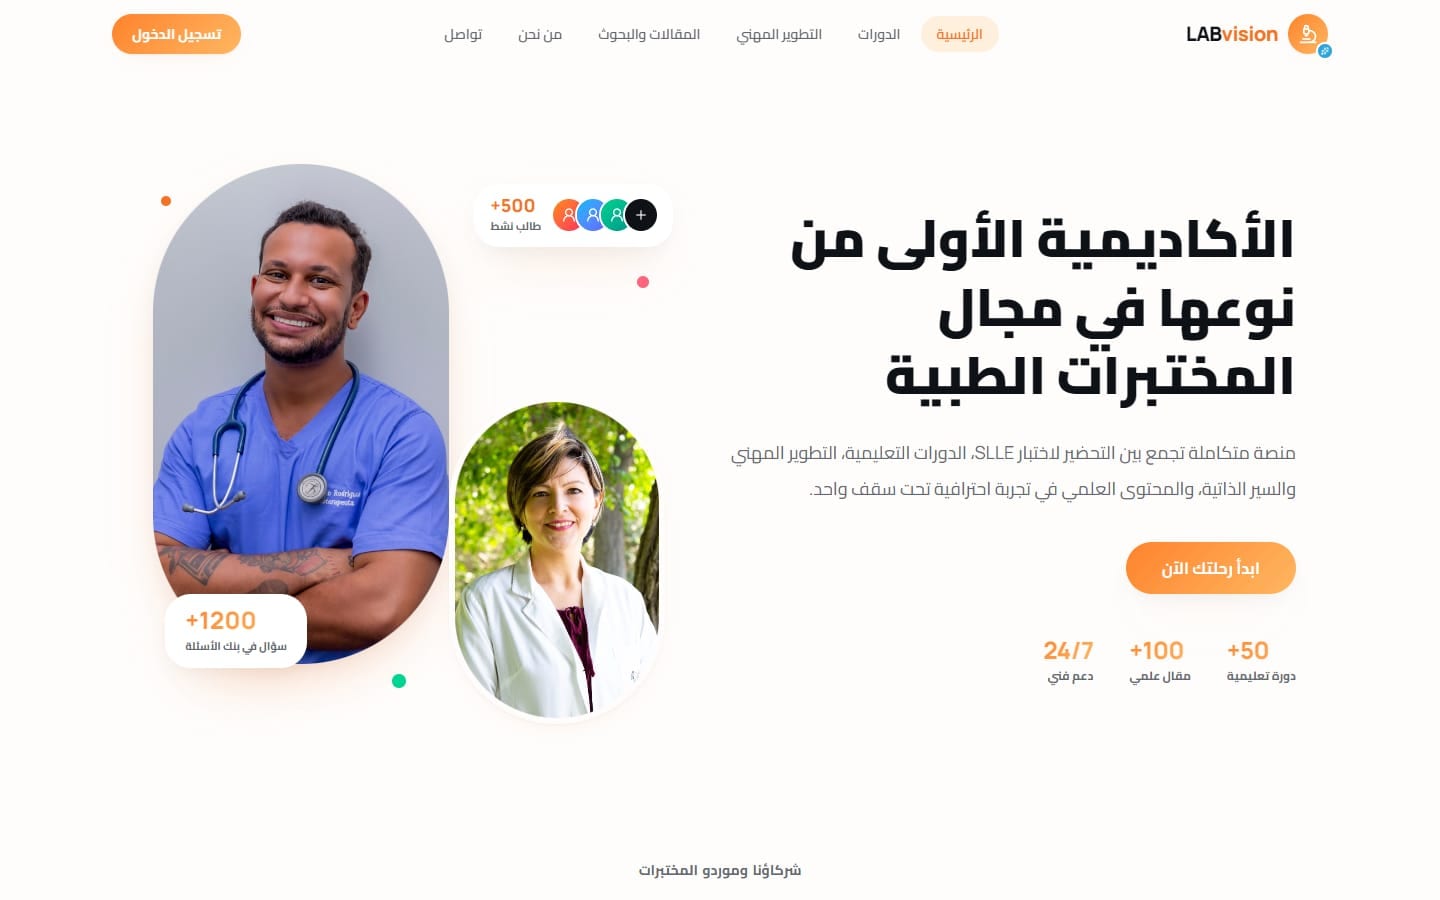 LABvision
الرئيسية
الدورات
التطوير المهني
المقالات والبحوث
من نحن
تواصل
تسجيل الدخول
الأكاديمية الأولى من
نوعها في مجال
المختبرات الطبية
منصة متكاملة تجمع بين التحضير لاختبار SLLE، الدورات التعليمية، التطوير المهني
والسير الذاتية، والمحتوى العلمي في تجربة احترافية تحت سقف واحد.
ابدأ رحلتك الآن
+50
دورة تعليمية
+100
مقال علمي
24/7
دعم فني
+500
طالب نشط
+1200
سؤال في بنك الأسئلة
شركاؤنا وموردو المختبرات